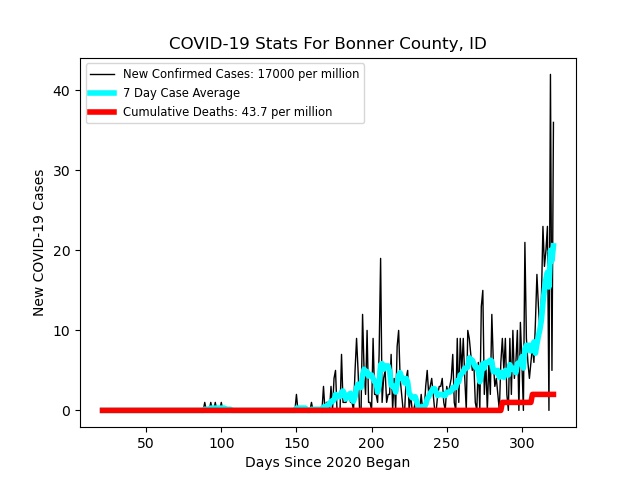 COVID-19 Stats For Bonner County, ID
New Confirmed Cases: 17000 per million
7 Day Case Average
Cumulative Deaths: 43.7 per million
New COVID-19 Cases
40
30
20
10
0
50 100 150 200 250 300
Days Since 2020 Began